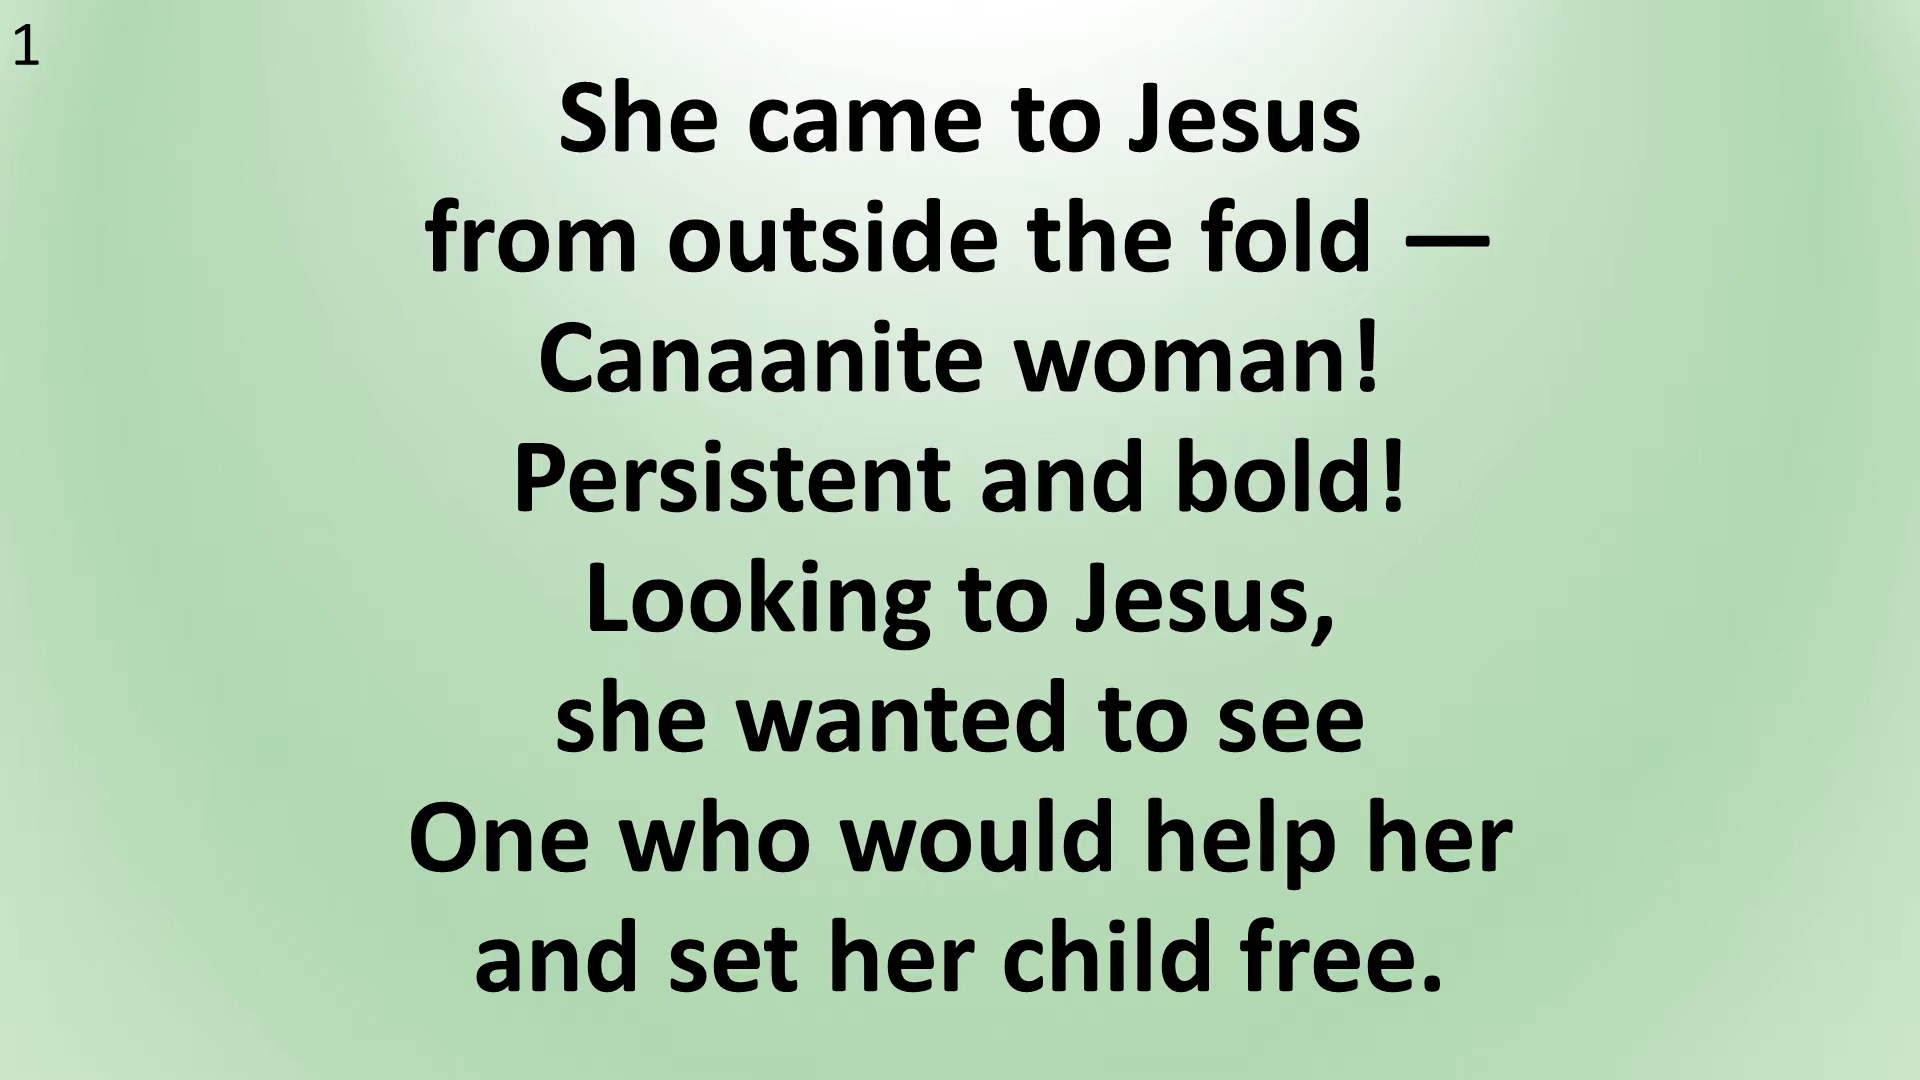 1
She came to Jesus
from outside the fold —
Canaanite woman!
Persistent and bold!
Looking to Jesus,
she wanted to see
One who would help her
and set her child free.